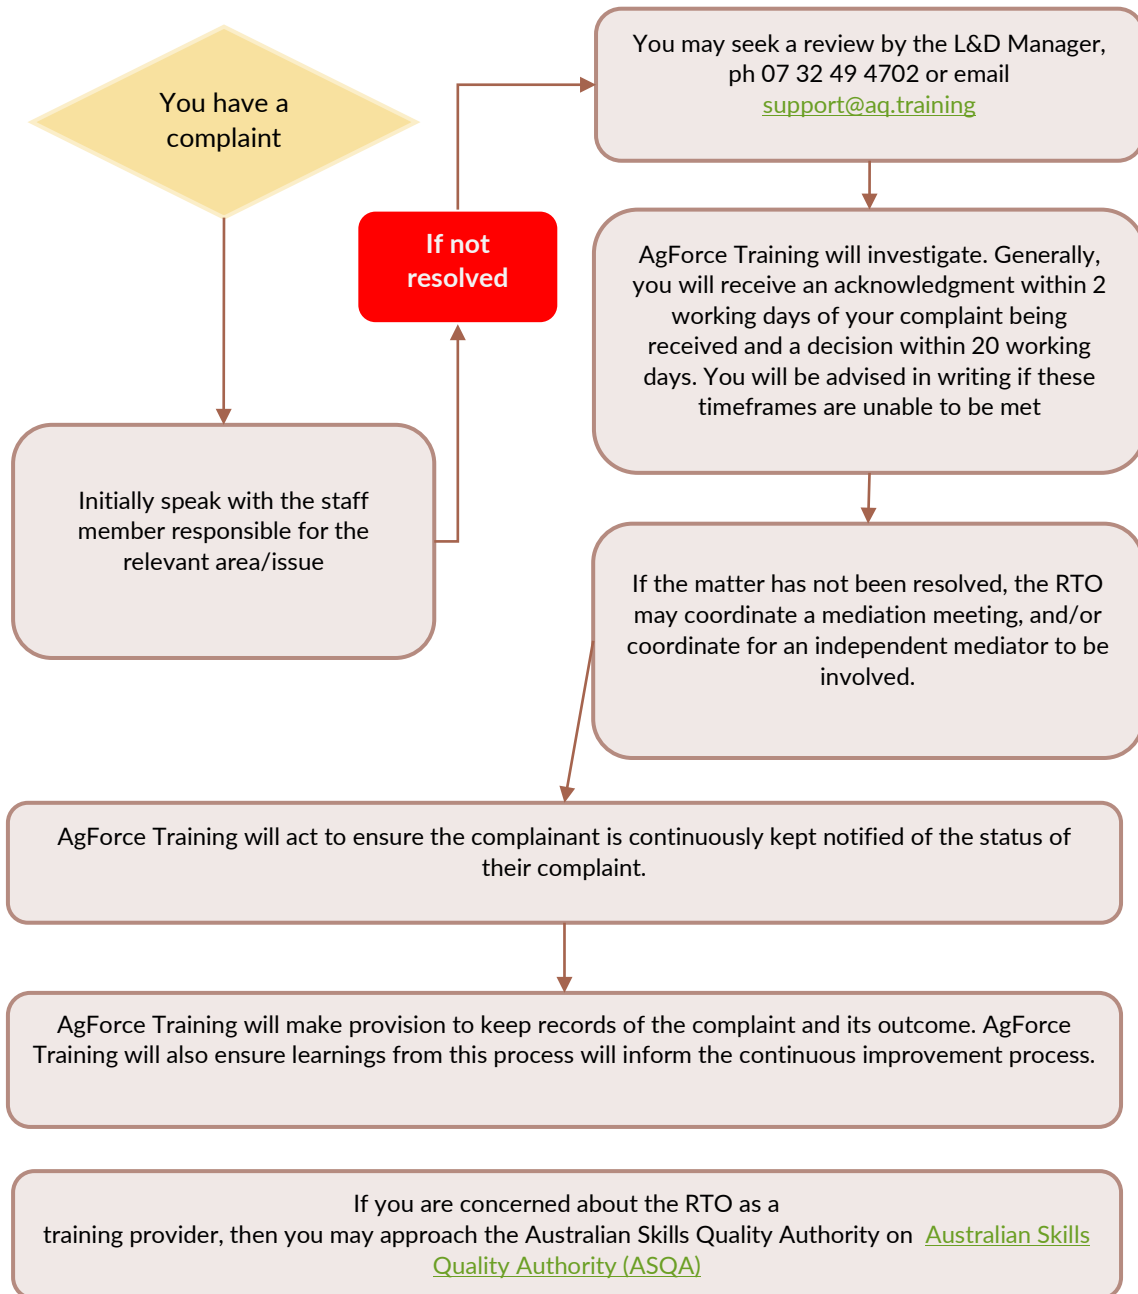 You have a
complaint
Initially speak with the staff
member responsible for the
relevant area/issue
If not
resolved
You may seek a review by the L&D Manager,
ph 07 32 49 4702 or email
support@aq.training
AgForce Training will investigate. Generally,
you will receive an acknowledgment within 2
working days of your complaint being
received and a decision within 20 working
days. You will be advised in writing if these
timeframes are unable to be met
If the matter has not been resolved, the RTO
may coordinate a mediation meeting, and/or
coordinate for an independent mediator to be
involved.
AgForce Training will act to ensure the complainant is continuously kept notified of the status of
their complaint.
AgForce Training will make provision to keep records of the complaint and its outcome. AgForce
Training will also ensure learnings from this process will inform the continuous improvement process.
If you are concerned about the RTO as a
training provider, then you may approach the Australian Skills Quality Authority on Australian Skills
Quality Authority (ASQA)